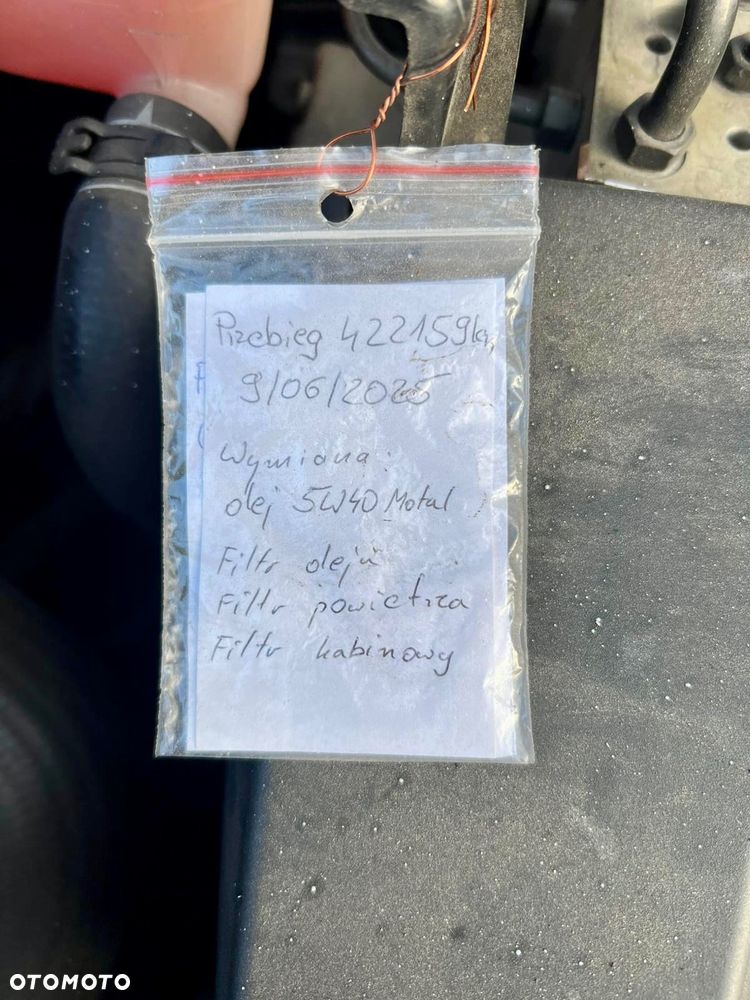 Przebieg 422159km
9/06/2025
Wymiana:
olej 5W40 Motul
Filtr oleju
Filtr powietrza
Filtr kabinowy
OTOMOTO